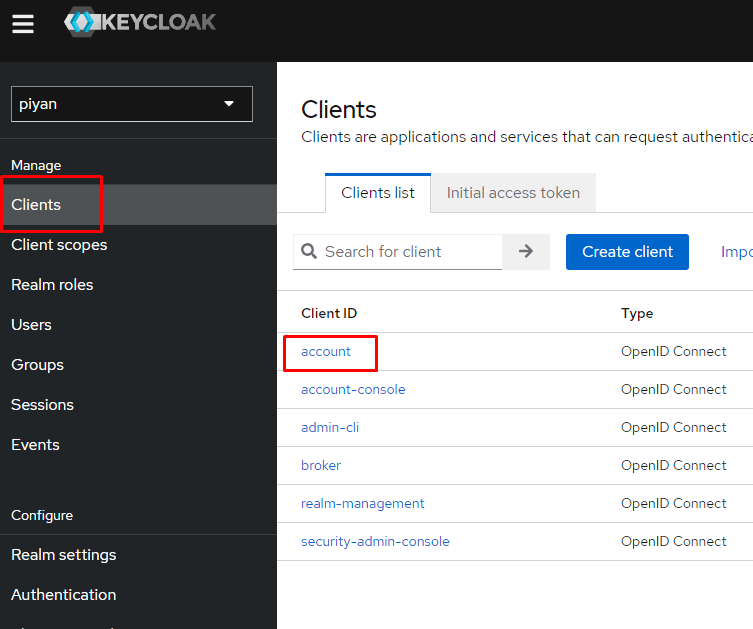 KEYCLOAK
piyan
Manage
Clients
Client scopes
Realm roles
Users
Groups
Sessions
Events
Configure
Realm settings
Authentication
Clients
Clients are applications and services that can request authentica
Clients list Initial access token
Search for client Create client Impo
Client ID Type
account OpenID Connect
account-console OpenID Connect
admin-cli OpenID Connect
broker OpenID Connect
realm-management OpenID Connect
security-admin-console OpenID Connect